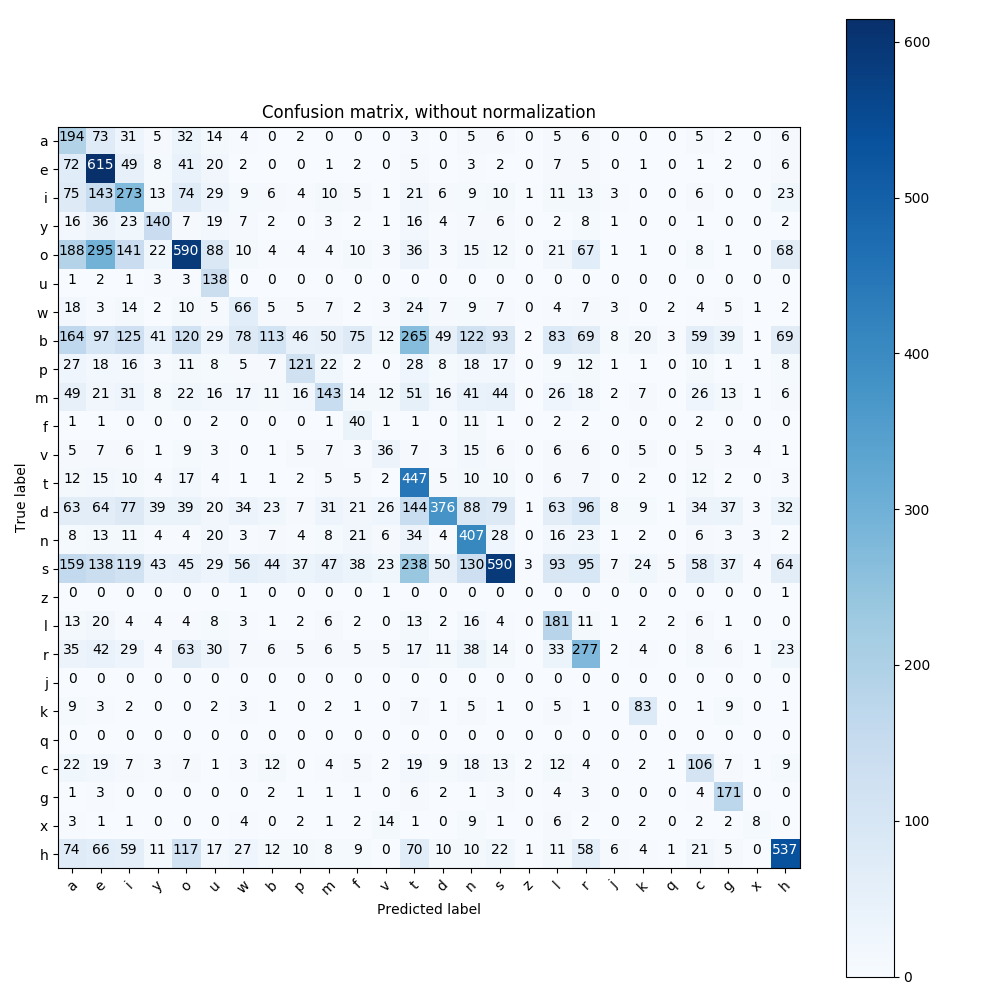 Confusion matrix, without normalization
a 194 73 31 5 32 14 4 0 2 0 0 0 3 0 5 6 0 5 6 0 0 0 5 2 0 6
e 72 615 49 8 41 20 2 0 0 1 2 0 5 0 3 2 0 7 5 0 1 0 1 2 0 6
i 75 143 273 13 74 29 9 6 4 10 5 1 21 6 9 10 1 11 13 3 0 0 6 0 0 23
y 16 36 23 140 7 19 7 2 0 3 2 1 16 4 7 6 0 2 8 1 0 0 1 0 0 2
o 188 295 141 22 590 88 10 4 4 4 10 3 36 3 15 12 0 21 67 1 1 0 8 1 0 68
u 1 2 1 3 3 138 0 0 0 0 0 0 0 0 0 0 0 0 0 0 0 0 0 0 0 0
w 18 3 14 2 10 5 66 5 5 7 2 3 24 7 9 7 0 4 7 3 0 2 4 5 1 2
b 164 97 125 41 120 29 78 113 46 50 75 12 265 49 122 93 2 83 69 8 20 3 59 39 1 69
p 27 18 16 3 11 8 5 7 121 22 2 0 28 8 18 17 0 9 12 1 1 0 10 1 1 8
m 49 21 31 8 22 16 17 11 16 143 14 12 51 16 41 44 0 26 18 2 7 0 26 13 1 6
f 1 1 0 0 0 2 0 0 0 1 40 1 1 0 11 1 0 2 2 0 0 0 2 0 0 0
v 5 7 6 1 9 3 0 1 5 7 3 36 7 3 15 6 0 6 6 0 5 0 5 3 4 1
t 12 15 10 4 17 4 1 1 2 5 5 2 447 5 10 10 0 6 7 0 2 0 12 2 0 3
d 63 64 77 39 39 20 34 23 7 31 21 26 144 376 88 79 1 63 96 8 9 1 34 37 3 32
n 8 13 11 4 4 20 3 7 4 8 21 6 34 4 407 28 0 16 23 1 2 0 6 3 3 2
s 159 138 119 43 45 29 56 44 37 47 38 23 238 50 130 590 3 93 95 7 24 5 58 37 4 64
z 0 0 0 0 0 0 1 0 0 0 0 1 0 0 0 0 0 0 0 0 0 0 0 0 0 1
l 13 20 4 4 4 8 3 1 2 6 2 0 13 2 16 4 0 181 11 1 2 2 6 1 0 0
r 35 42 29 4 63 30 7 6 5 6 5 5 17 11 38 14 0 33 277 2 4 0 8 6 1 23
j 0 0 0 0 0 0 0 0 0 0 0 0 0 0 0 0 0 0 0 0 0 0 0 0 0 0
k 9 3 2 0 0 2 3 1 0 2 1 0 7 1 5 1 0 5 1 0 83 0 1 9 0 1
q 0 0 0 0 0 0 0 0 0 0 0 0 0 0 0 0 0 0 0 0 0 0 0 0 0 0
c 22 19 7 3 7 1 3 12 0 4 5 2 19 9 18 13 2 12 4 0 2 1 106 7 1 9
g 1 3 0 0 0 0 0 2 1 1 1 0 6 2 1 3 0 4 3 0 0 0 4 171 0 0
x 3 1 1 0 0 0 4 0 2 1 2 14 1 0 9 1 0 6 2 0 2 0 2 2 8 0
h 74 66 59 11 117 17 27 12 10 8 9 0 70 10 10 22 1 11 58 6 4 1 21 5 0 537
a e i y o u w b p m f v t d n s z l r j k q c g x h
Predicted label
True label
600
500
400
300
200
100
0